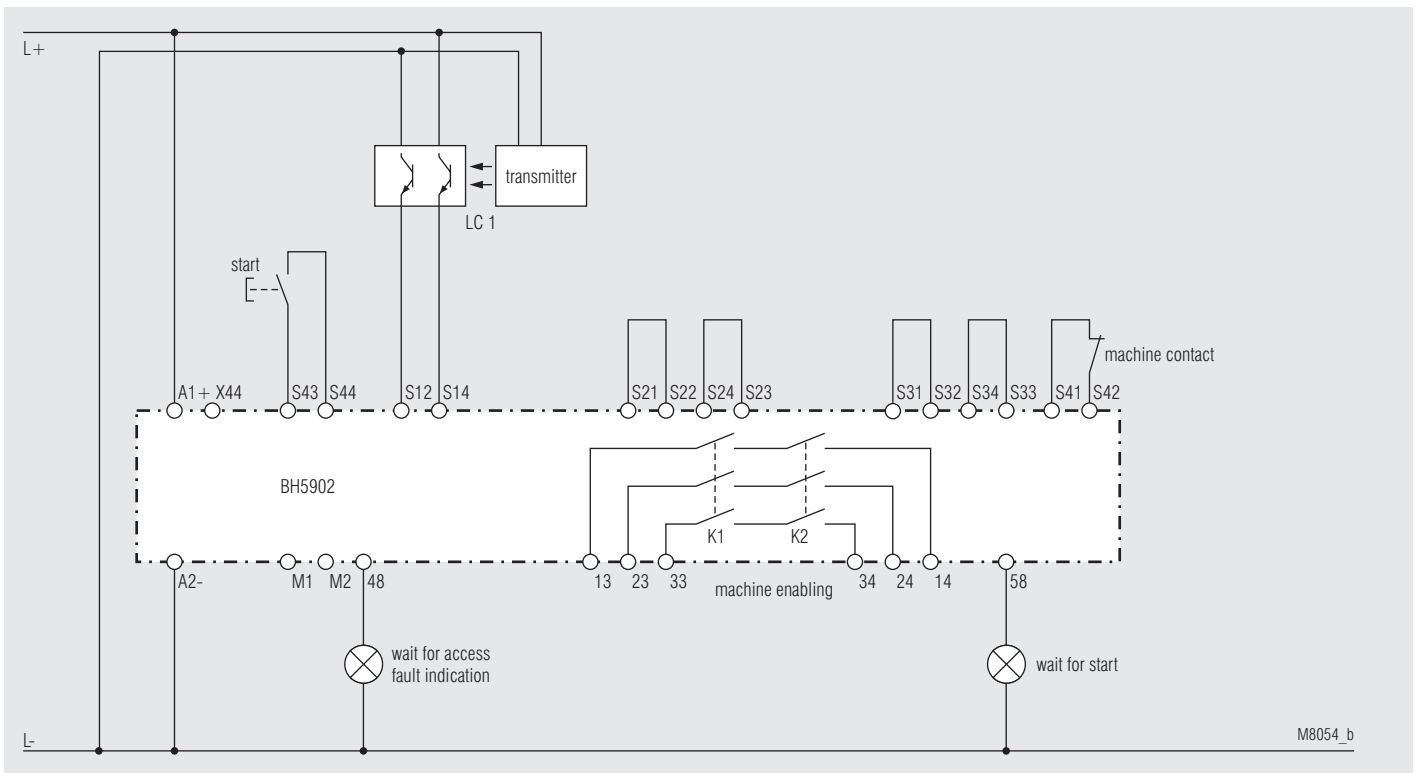 L+
transmitter
LC 1
start
machine contact
A1+ X44 S43 S44 S12 S14 S21 S22 S24 S23 S31 S32 S34 S33 S41 S42
BH5902
K1 K2
A2- M1 M2 48 13 23 33 machine enabling 34 24 14 58
wait for access
fault indication
wait for start
L-
M8054_b